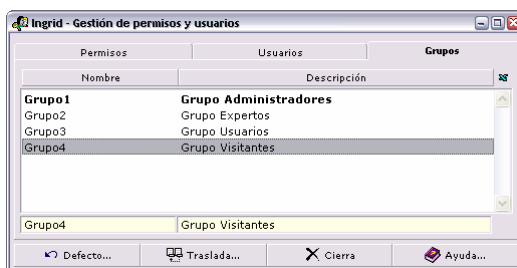 Ingrid - Gestión de permisos y usuarios
Permisos Usuarios Grupos
Nombre Descripción
Grupo1 Grupo Administradores
Grupo2 Grupo Expertos
Grupo3 Grupo Usuarios
Grupo4 Grupo Visitantes
Grupo4 Grupo Visitantes
Defecto... Traslada... Cierra Ayuda...